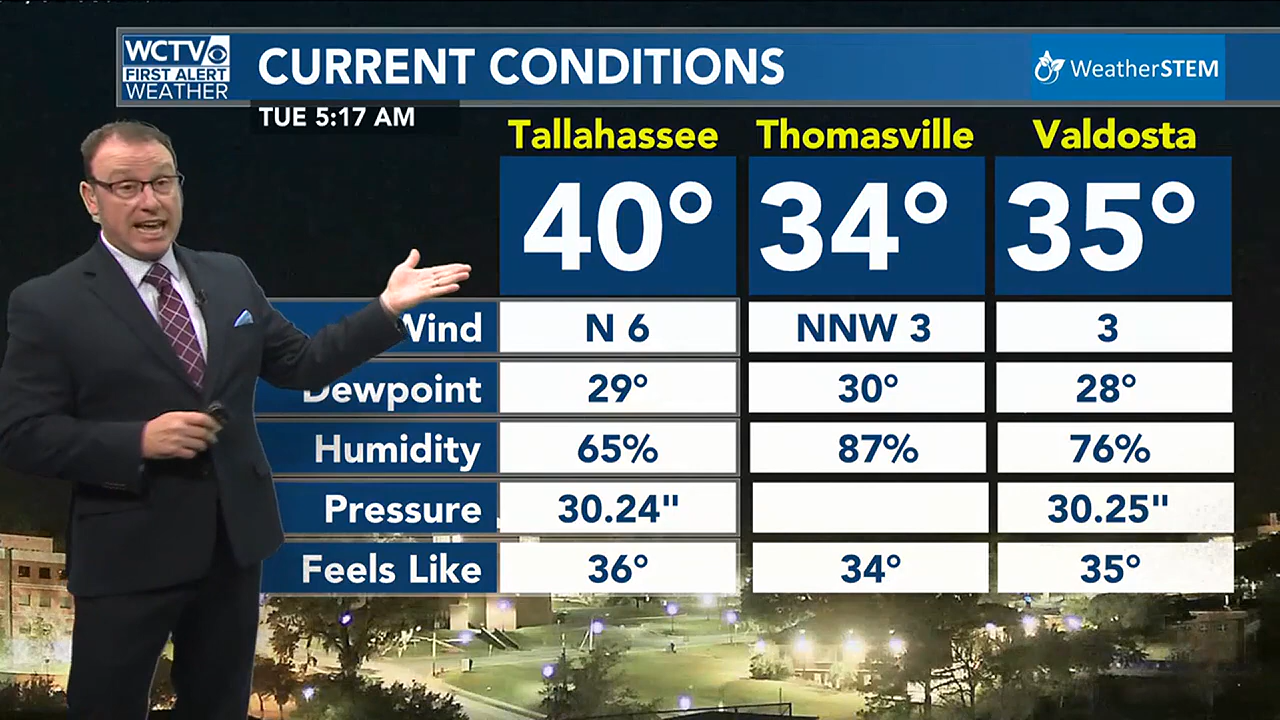 WCTV
FIRST ALERT
WEATHER
CURRENT CONDITIONS
WeatherSTEM
TUE 5:17 AM
Tallahassee Thomasville Valdosta
40° 34° 35°
Wind N 6 NNW 3 3
Dewpoint 29° 30° 28°
Humidity 65% 87% 76%
Pressure 30.24" 30.25"
Feels Like 36° 34° 35°